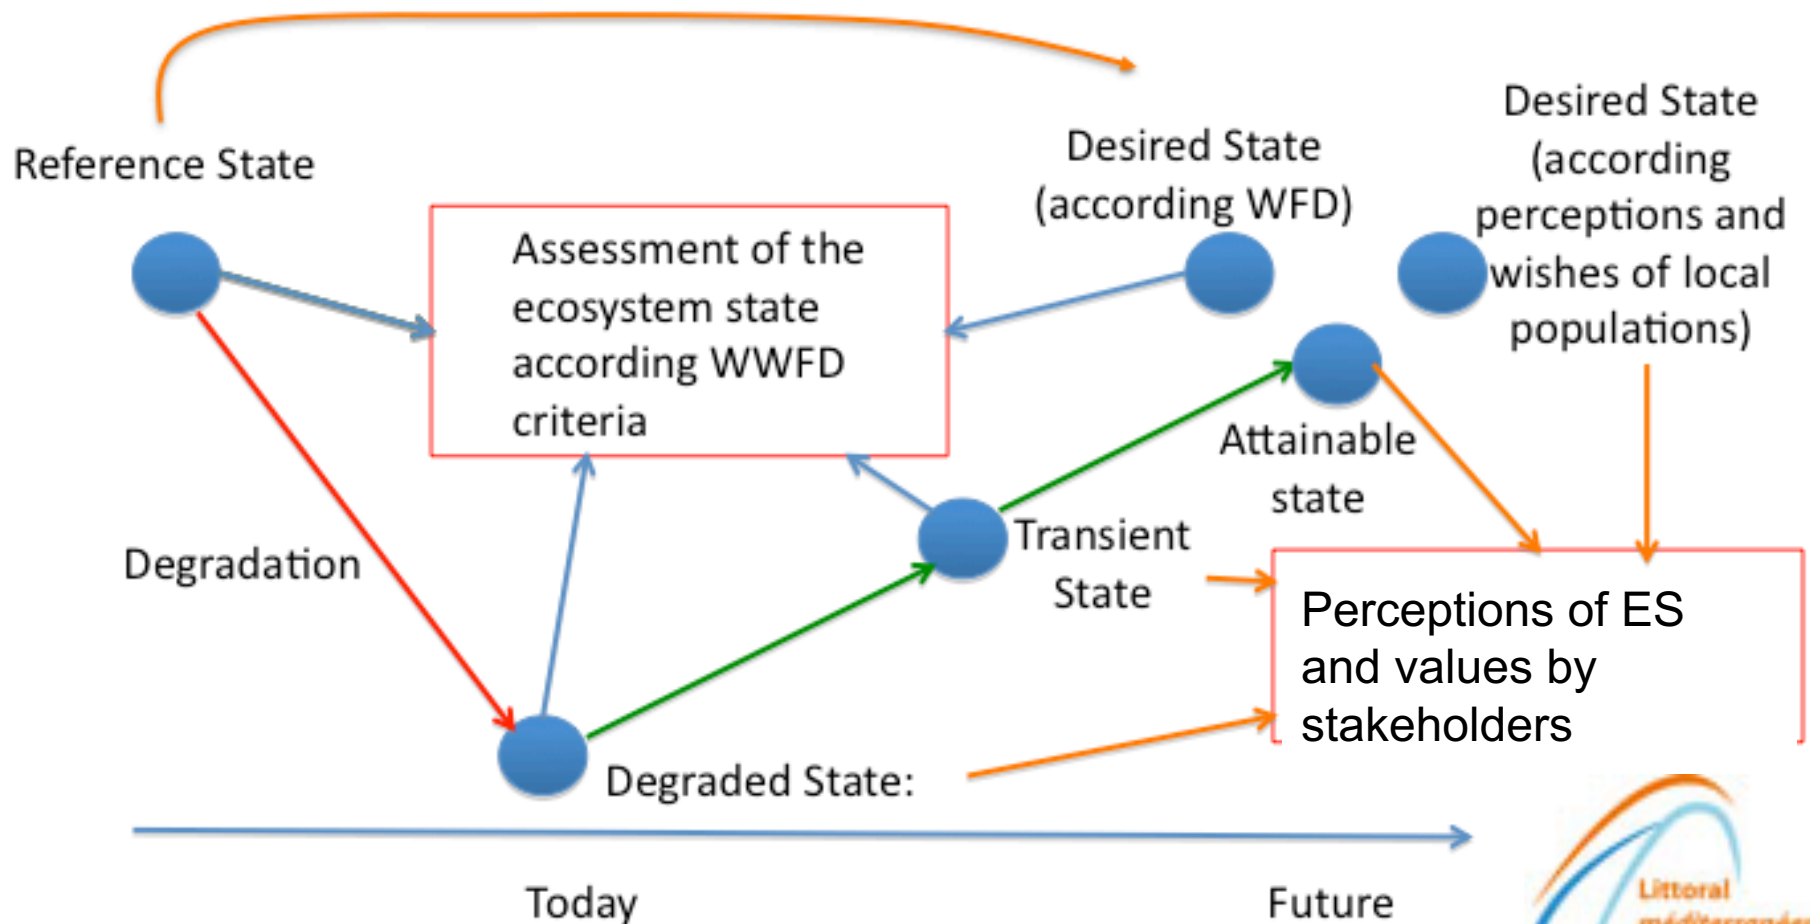 Reference State
Desired State
(according WFD)
Desired State
(according
perceptions and
wishes of local
populations)
Assessment of the
ecosystem state
according WWFD
criteria
Attainable
state
Degradation
Transient
State
Perceptions of ES
and values by
stakeholders
Degraded State:
Today
Future
Littoral